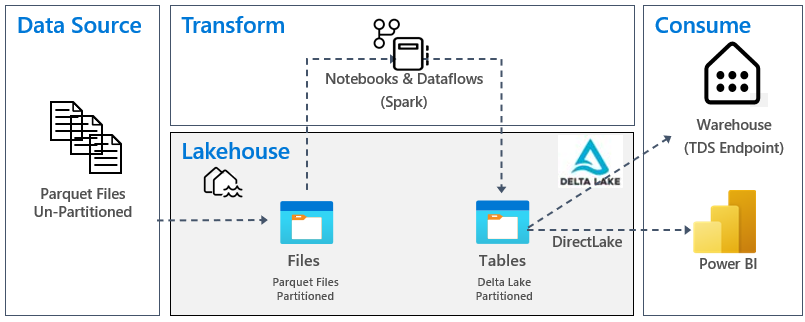 Data Source
Transform
Consume
Notebooks & Dataflows
(Spark)
Warehouse
(TDS Endpoint)
Lakehouse
DELTA LAKE
Parquet Files
Un-Partitioned
Files
Parquet Files
Partitioned
Tables
Delta Lake
Partitioned
DirectLake
Power BI